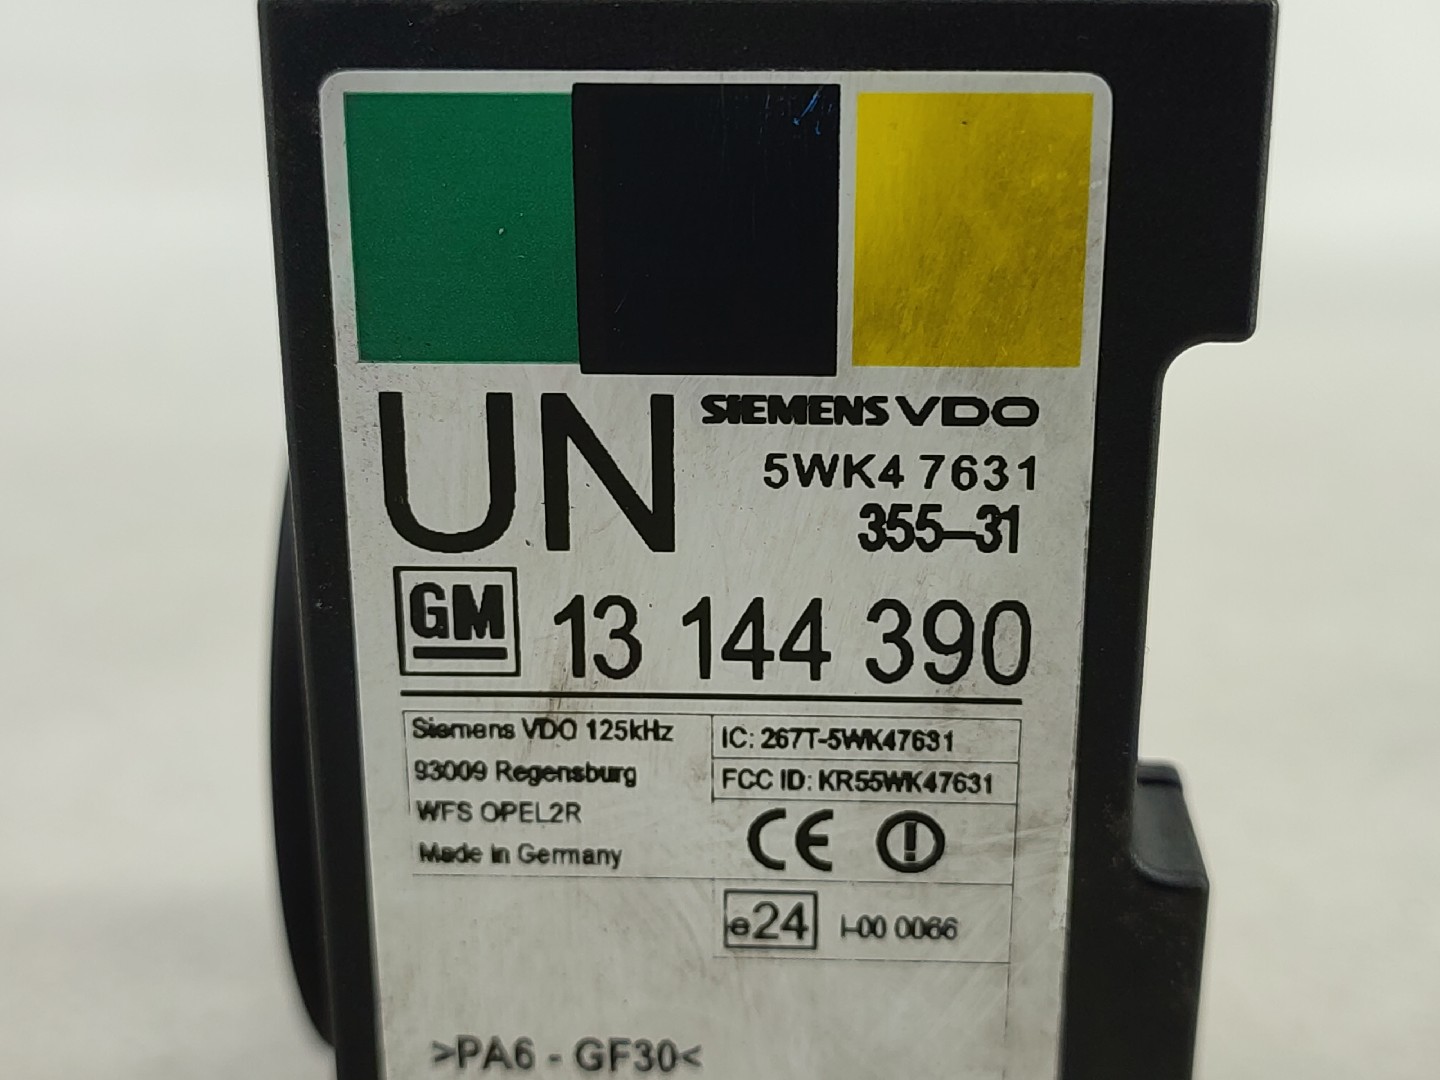 UN SIEMENS VDO
5WK4 7631
355-31
GM 13 144 390
Siemens VDO 125kHz
93009 Regensburg
WFS OPEL2R
Made in Germany
IC: 267T-5WK47631
FCC ID: KR55WK47631
CE
e24 I-00 0066
>PA6 - GF30<